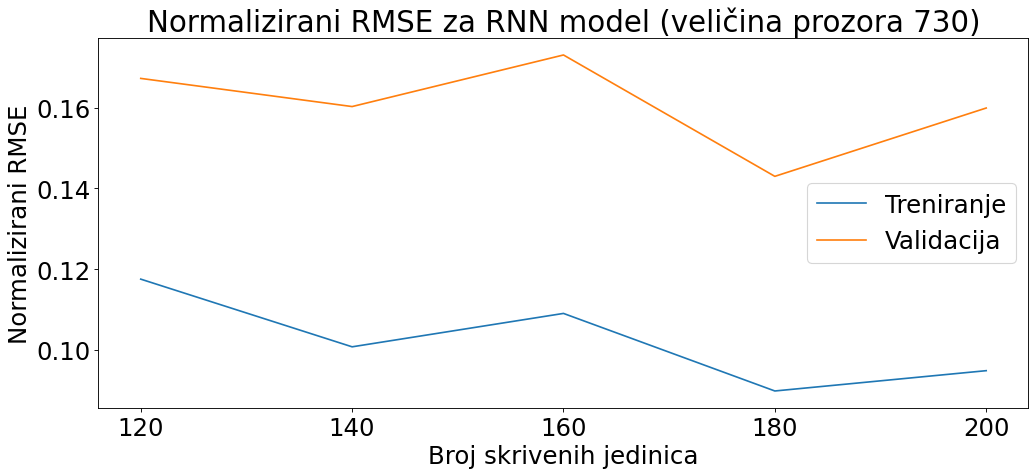 Normalizirani RMSE za RNN model (veličina prozora 730)
Normalizirani RMSE
0.16
0.14
0.12
0.10
Treniranje
Validacija
120 140 160 180 200
Broj skrivenih jedinica